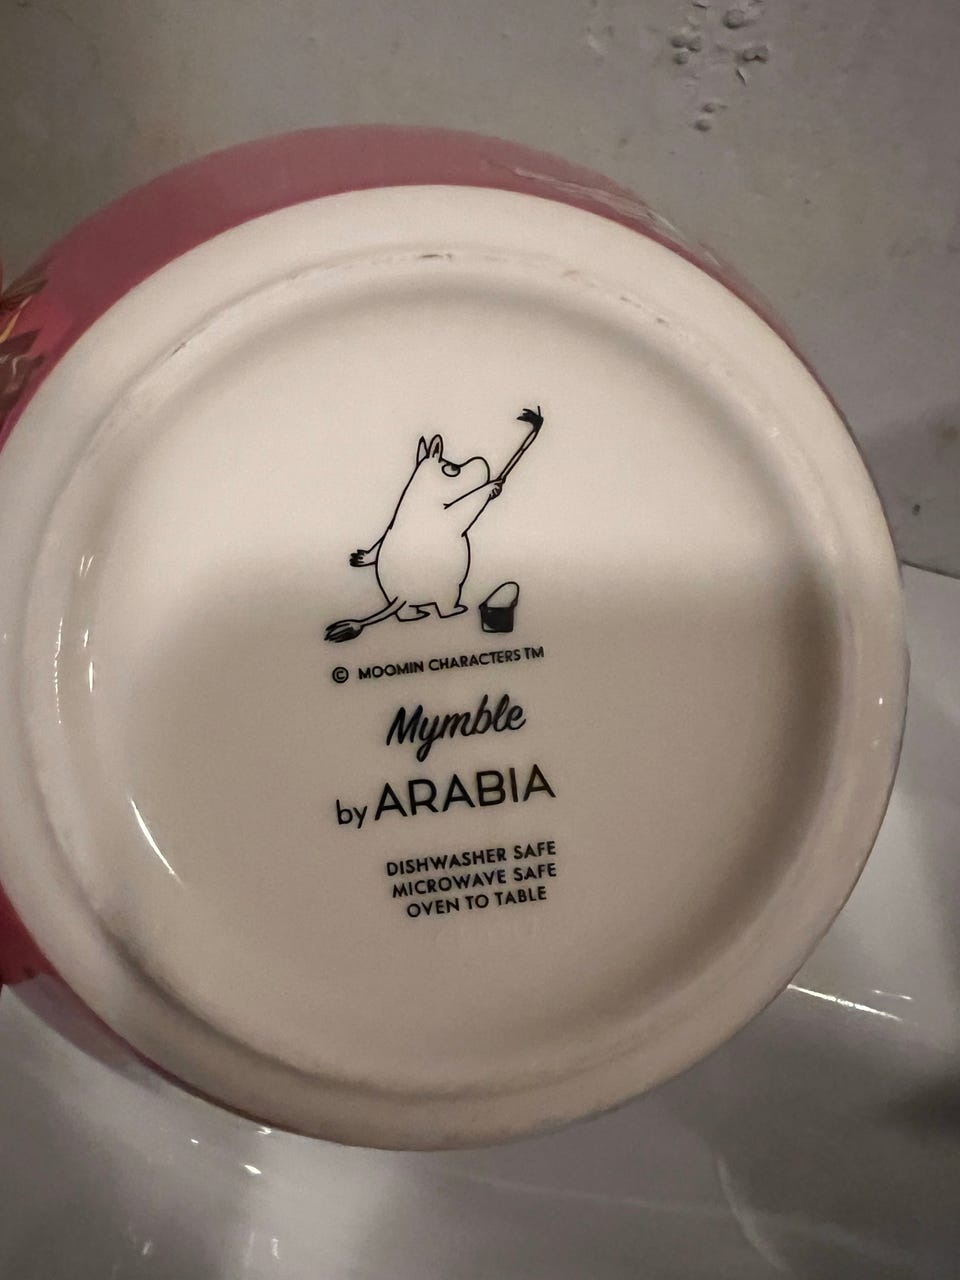 © MOOMIN CHARACTERS TM
Mymble
by ARABIA
DISHWASHER SAFE
MICROWAVE SAFE
OVEN TO TABLE